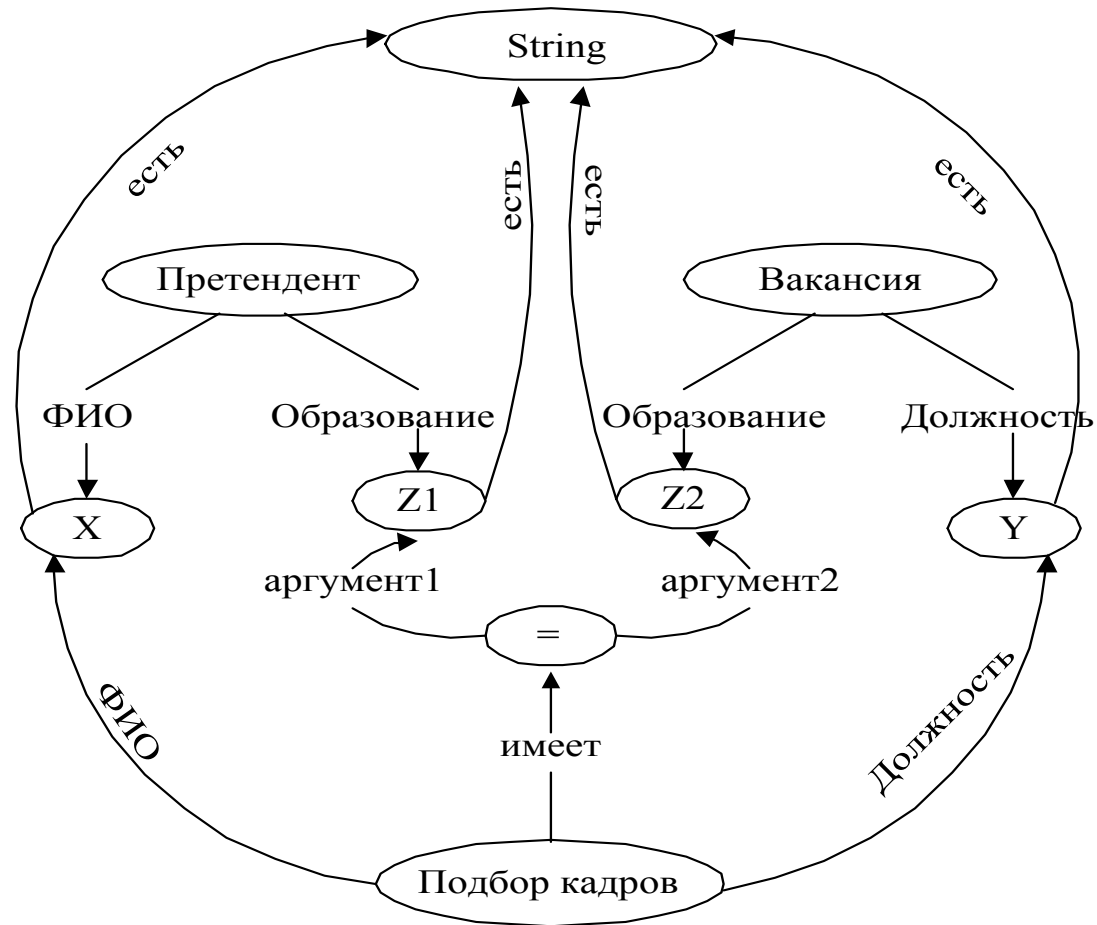 String
есть
есть
есть
есть
Претендент
Вакансия
ФИО
Образование
Образование
Должность
X
Z1
Z2
Y
аргумент1
аргумент2
=
ФИО
имеет
Должность
Подбор кадров